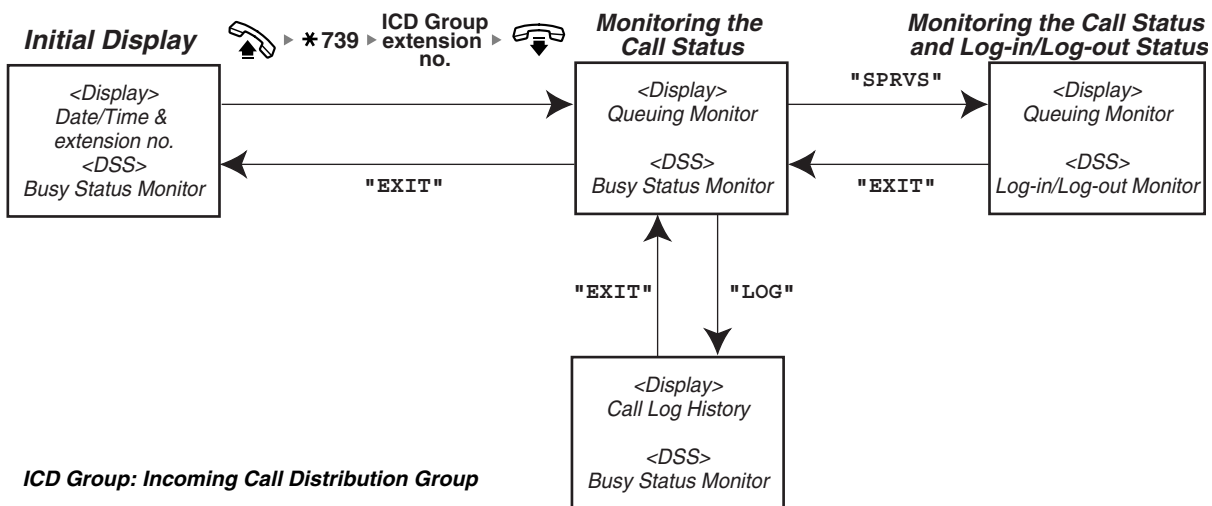 Initial Display
*739
ICD Group
extension
no.
Monitoring the
Call Status
Monitoring the Call Status
and Log-in/Log-out Status
<Display>
Date/Time &
extension no.
<DSS>
Busy Status Monitor
"EXIT"
<Display>
Queuing Monitor
<DSS>
Busy Status Monitor
"SPRVS"
"EXIT"
<Display>
Queuing Monitor
<DSS>
Log-in/Log-out Monitor
"EXIT"
"LOG"
<Display>
Call Log History
<DSS>
Busy Status Monitor
ICD Group: Incoming Call Distribution Group